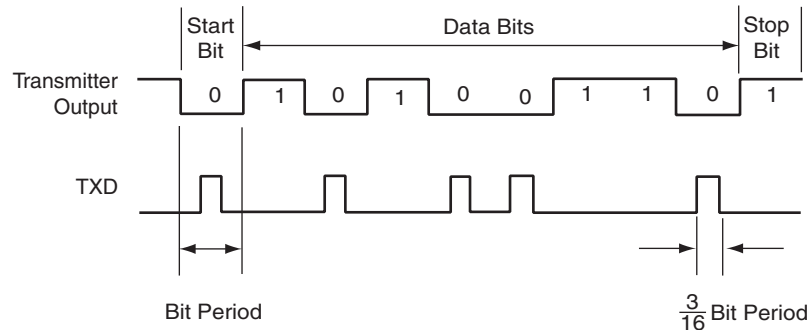 Start
Bit
Data Bits
Stop
Bit
Transmitter
Output
0 1 0 1 0 0 1 1 0 1
TXD
Bit Period
3/16 Bit Period